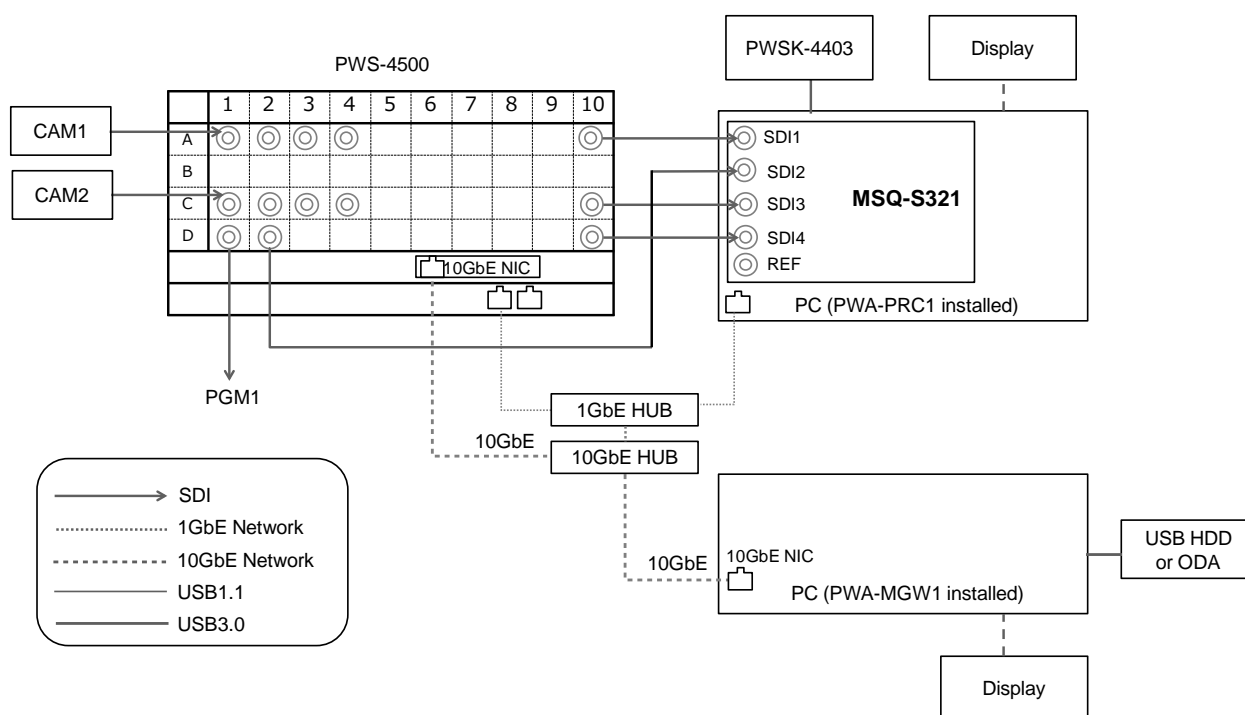 PWSK-4403
Display
PWS-4500
1 2 3 4 5 6 7 8 9 10
CAM1
A
B
CAM2
C
D
SDI1
SDI2
SDI3
SDI4
REF
MSQ-S321
10GbE NIC
PC (PWA-PRC1 installed)
PGM1
1GbE HUB
10GbE
10GbE HUB
SDI
1GbE Network
10GbE Network
USB1.1
USB3.0
10GbE
10GbE NIC
PC (PWA-MGW1 installed)
USB HDD
or ODA
Display